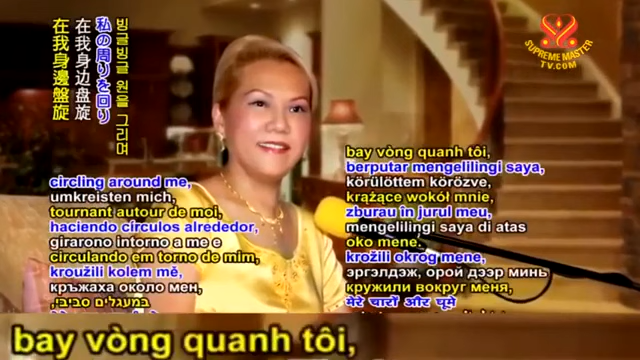 빙글빙글 원을 그리며
私の周りを回り
在我身边盘旋
在我身邊盤旋
SUPREME MASTER
TV.COM
circling around me,
umkreisten mich,
tournant autour de moi,
haciendo círculos alrededor,
girarono intorno a me e
circulando em torno de mim,
kroužili kolem mě,
кръжаха около мен,
במעגלים סביבי,
bay vòng quanh tôi,
berputar mengelilingi saya,
körülöttem körözve,
krążące wokół mnie,
zburau în jurul meu,
mengelilingi saya di atas
oko mene.
krožili okrog mene,
эргэлдэж, орой дээр минь
кружили вокруг меня,
मेरे चारों और घूमे
bay vòng quanh tôi,